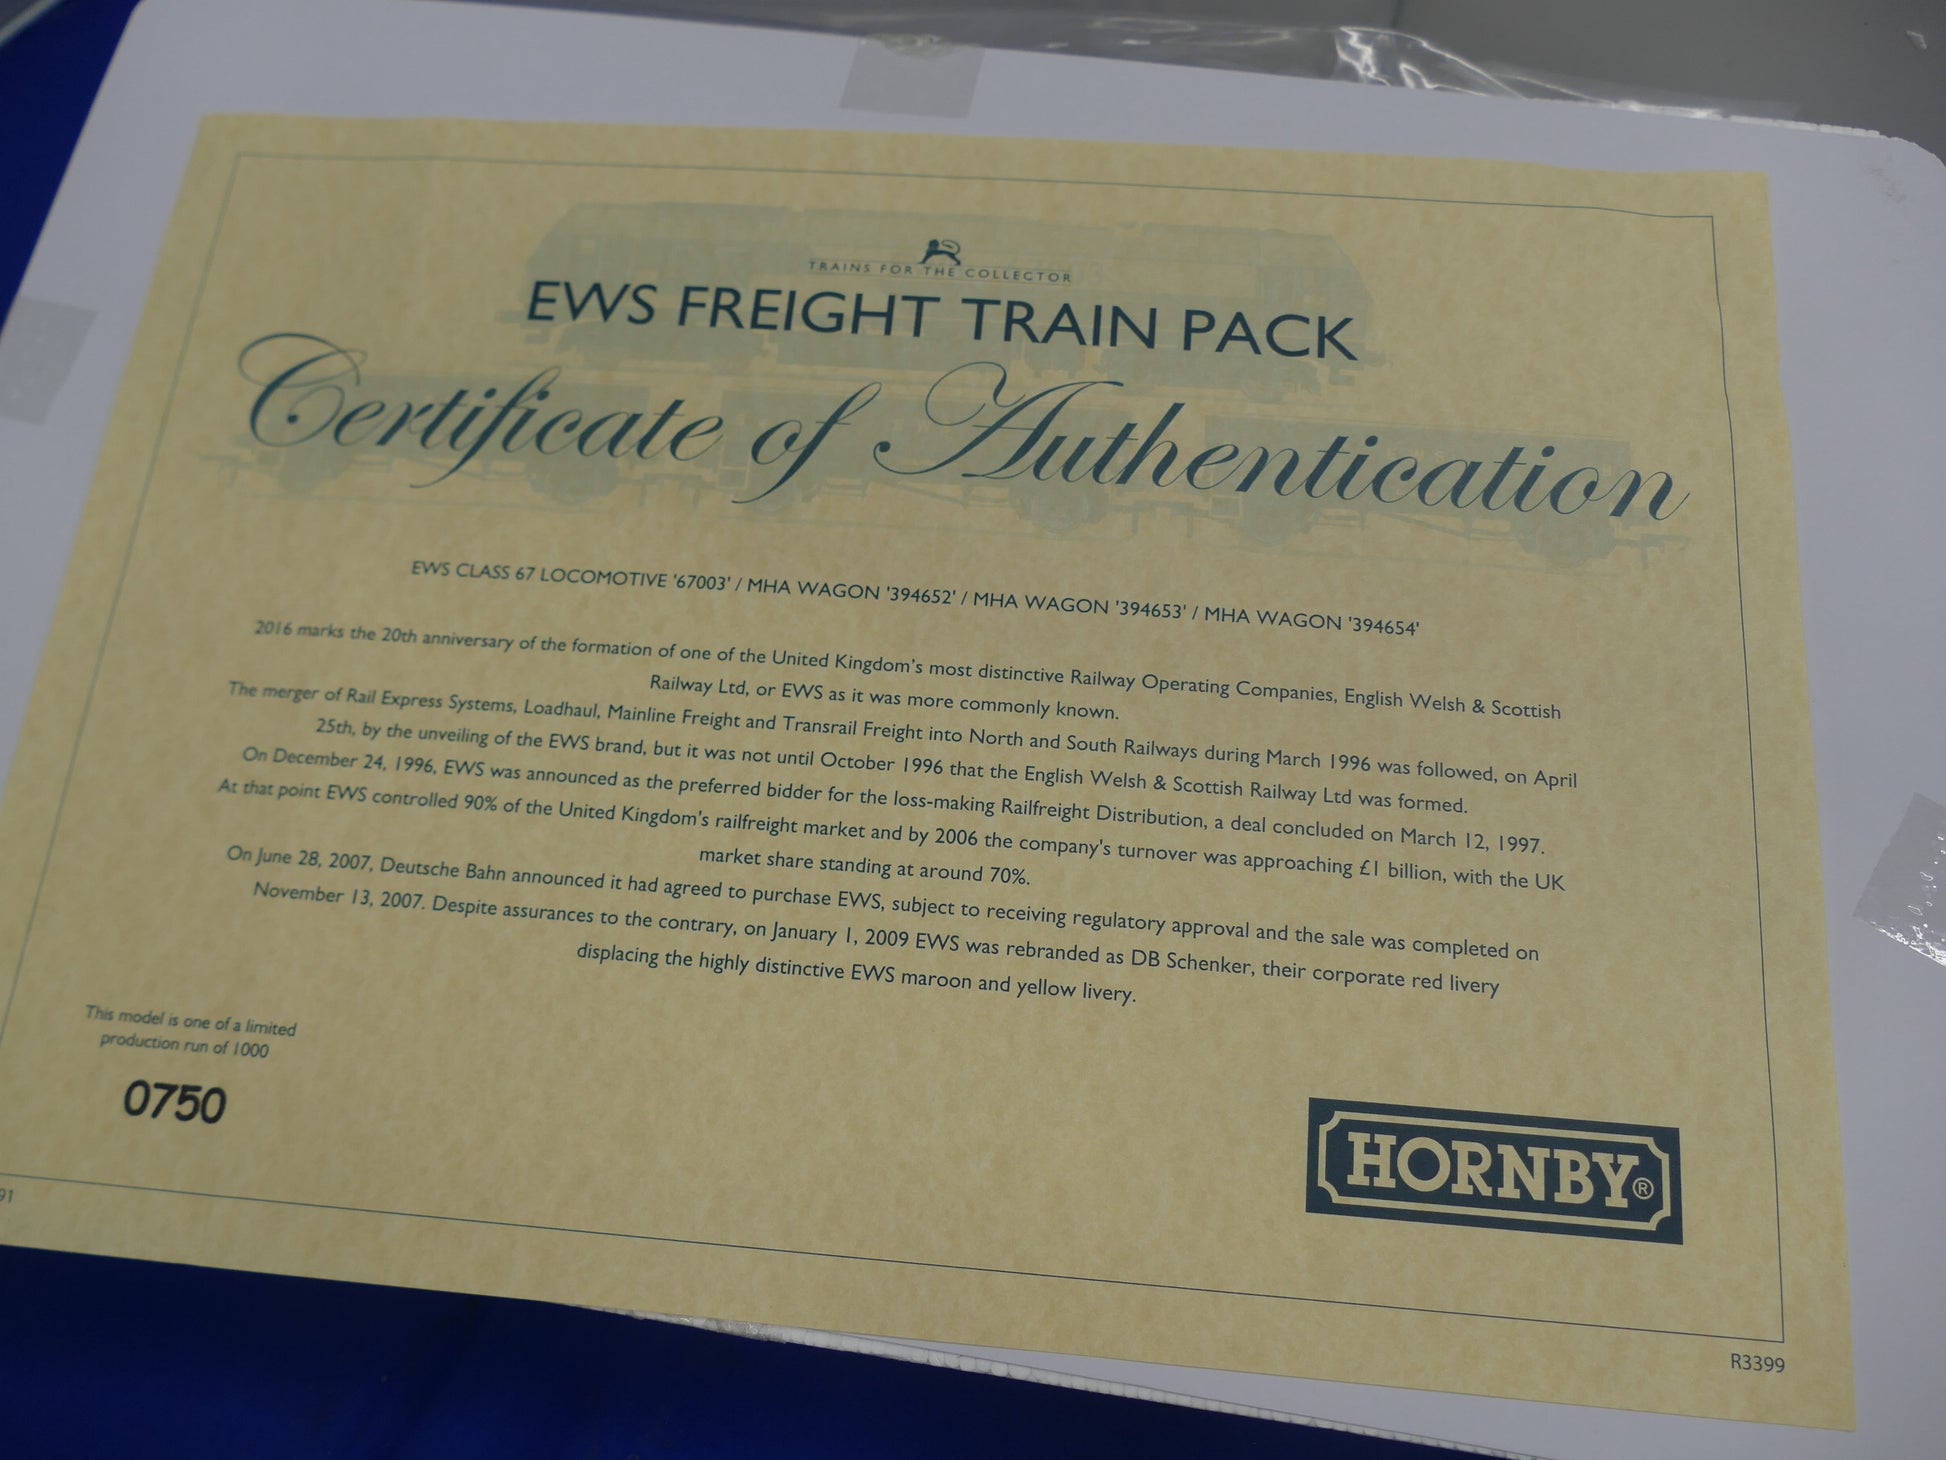 TRAINS FOR THE COLLECTOR
EWS FREIGHT TRAIN PACK
Certificate of Authentication
EWS CLASS 67 LOCOMOTIVE '67003' / MHA WAGON '394652' / MHA WAGON '394653' / MHA WAGON '394654'
2016 marks the 20th anniversary of the formation of one of the United Kingdom's most distinctive Railway Operating Companies, English Welsh & Scottish
Railway Ltd, or EWS as it was more commonly known.
The merger of Rail Express Systems, Loadhaul, Mainline Freight and Transrail Freight into North and South Railways during March 1996 was followed, on April
25th, by the unveiling of the EWS brand, but it was not until October 1996 that the English Welsh & Scottish Railway Ltd was formed.
On December 24, 1996, EWS was announced as the preferred bidder for the loss-making Railfreight Distribution, a deal concluded on March 12, 1997.
At that point EWS controlled 90% of the United Kingdom's railfreight market and by 2006 the company's turnover was approaching £1 billion, with the UK
market share standing at around 70%.
On June 28, 2007, Deutsche Bahn announced it had agreed to purchase EWS, subject to receiving regulatory approval and the sale was completed on
November 13, 2007. Despite assurances to the contrary, on January 1, 2009 EWS was rebranded as DB Schenker, their corporate red livery
displacing the highly distinctive EWS maroon and yellow livery.
This model is one of a limited
production run of 1000
0750
HORNBY®
91
R3399